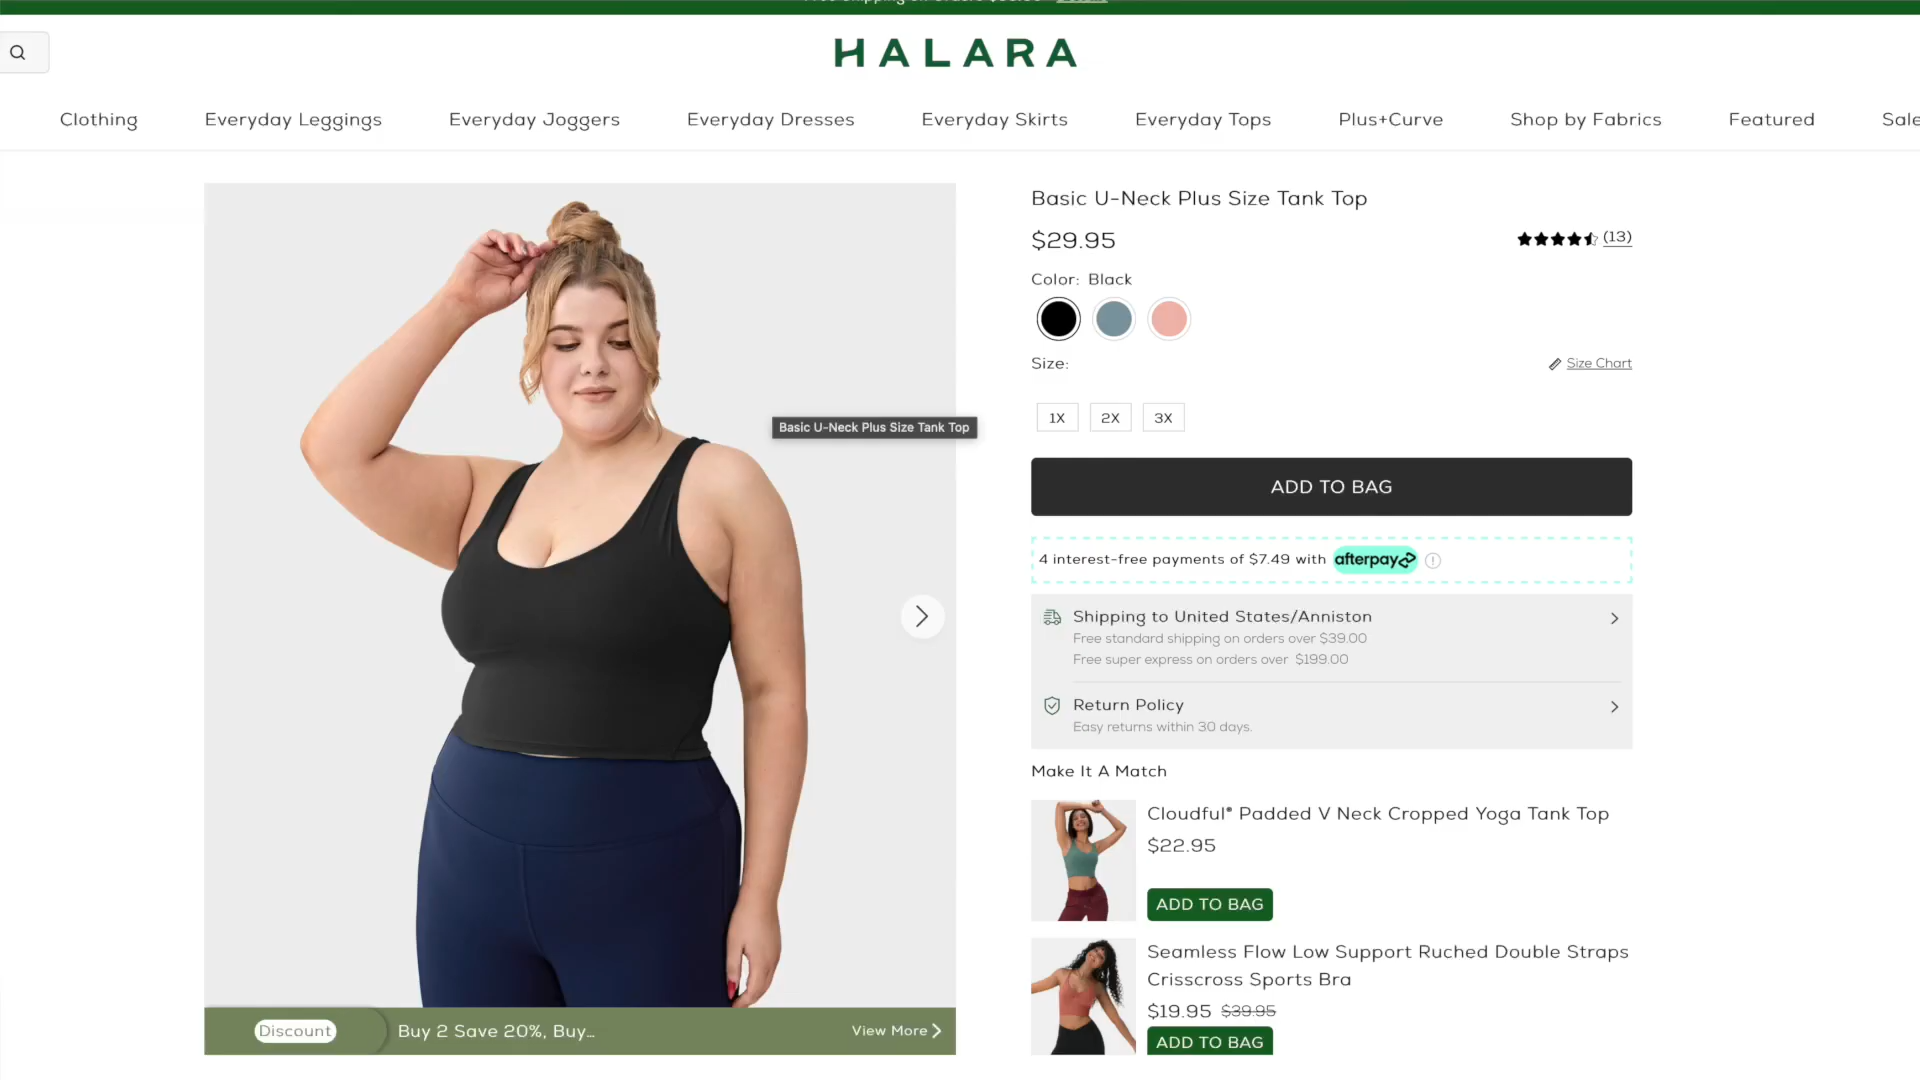 HALARA
Clothing
Everyday Leggings
Everyday Joggers
Everyday Dresses
Everyday Skirts
Everyday Tops
Plus+Curve
Shop by Fabrics
Featured
Sale
Basic U-Neck Plus Size Tank Top
$29.95
(13)
Color: Black
Size:
Size Chart
1X
2X
3X
Basic U-Neck Plus Size Tank Top
ADD TO BAG
4 interest-free payments of $7.49 with afterpay
Shipping to United States/Anniston
Free standard shipping on orders over $39.00
Free super express on orders over $199.00
Return Policy
Easy returns within 30 days.
Make It A Match
Cloudful® Padded V Neck Cropped Yoga Tank Top
$22.95
ADD TO BAG
Seamless Flow Low Support Ruched Double Straps
Crisscross Sports Bra
$19.95 $39.95
ADD TO BAG
Discount
Buy 2 Save 20%, Buy...
View More